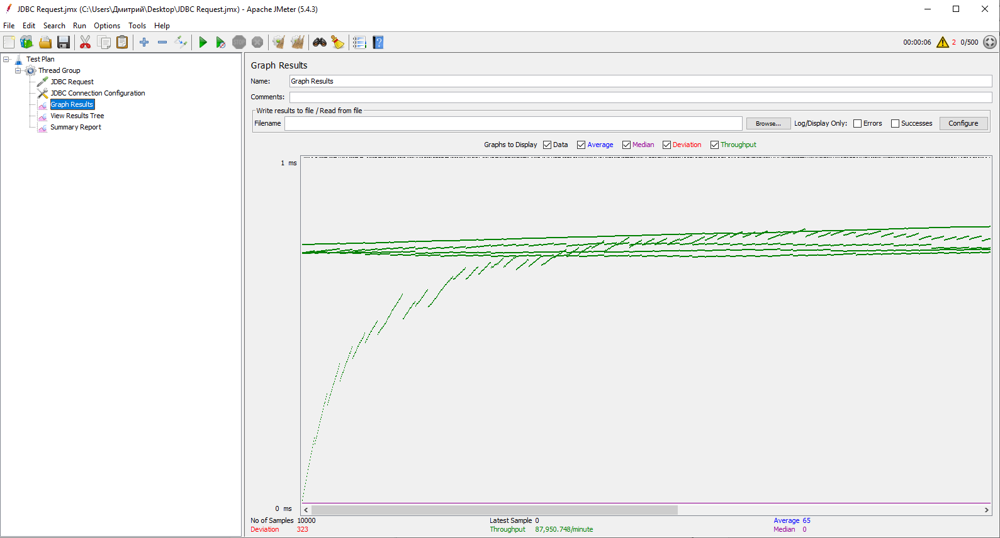 JDBC Request.jmx (C:\Users\Дмитрий\Desktop\JDBC Request.jmx) - Apache JMeter (5.4.3)
File Edit Search Run Options Tools Help
STOP
00:00:06 2 0/500
Test Plan
Thread Group
JDBC Request
JDBC Connection Configuration
Graph Results
View Results Tree
Summary Report
Graph Results
Name: Graph Results
Comments:
Write results to file / Read from file
Filename Browse... Log/Display Only: Errors Successes Configure
Graphs to Display Data Average Median Deviation Throughput
1 ms
0 ms
No of Samples 10000 Latest Sample 0 Average 65
Deviation 323 Throughput 87,950.748/minute Median 0